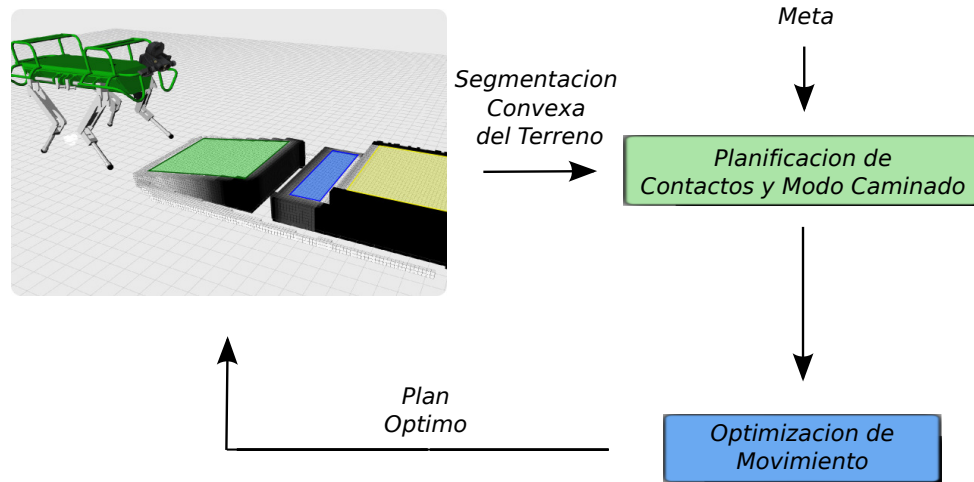 Meta
Segmentacion
Convexa
del Terreno
Planificacion de
Contactos y Modo Caminado
Plan
Optimo
Optimizacion de
Movimiento